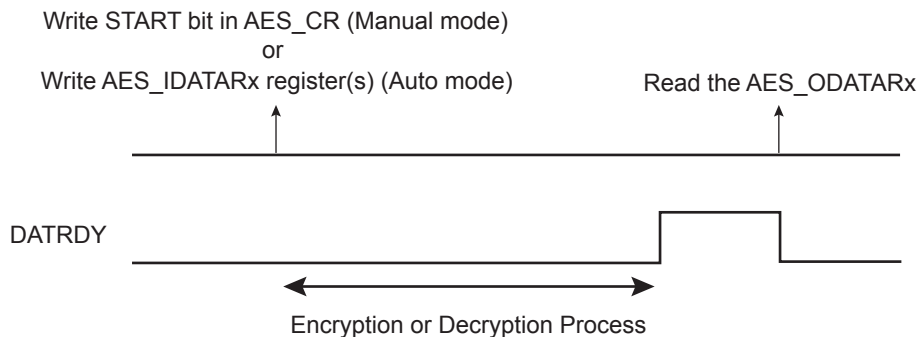 Write START bit in AES_CR (Manual mode)
or
Write AES_IDATARx register(s) (Auto mode)
Read the AES_ODATARx
DATRDY
Encryption or Decryption Process